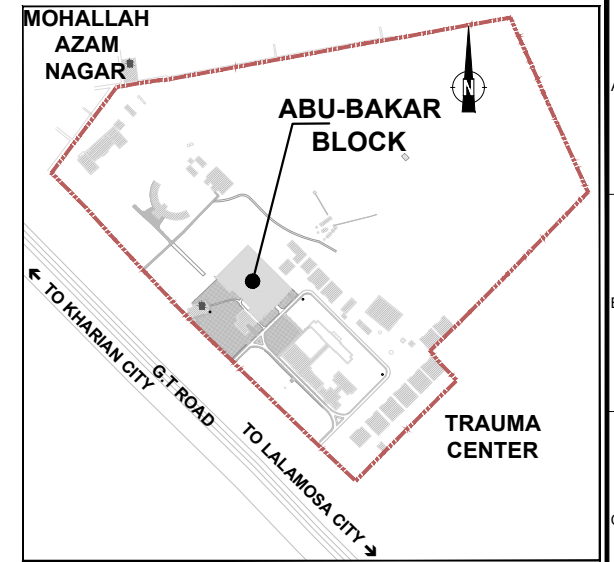 MOHALLAH
AZAM
NAGAR
N
ABU-BAKAR
BLOCK
TO KHARIAN CITY
G.T ROAD
TO LALAMOSA CITY
TRAUMA
CENTER